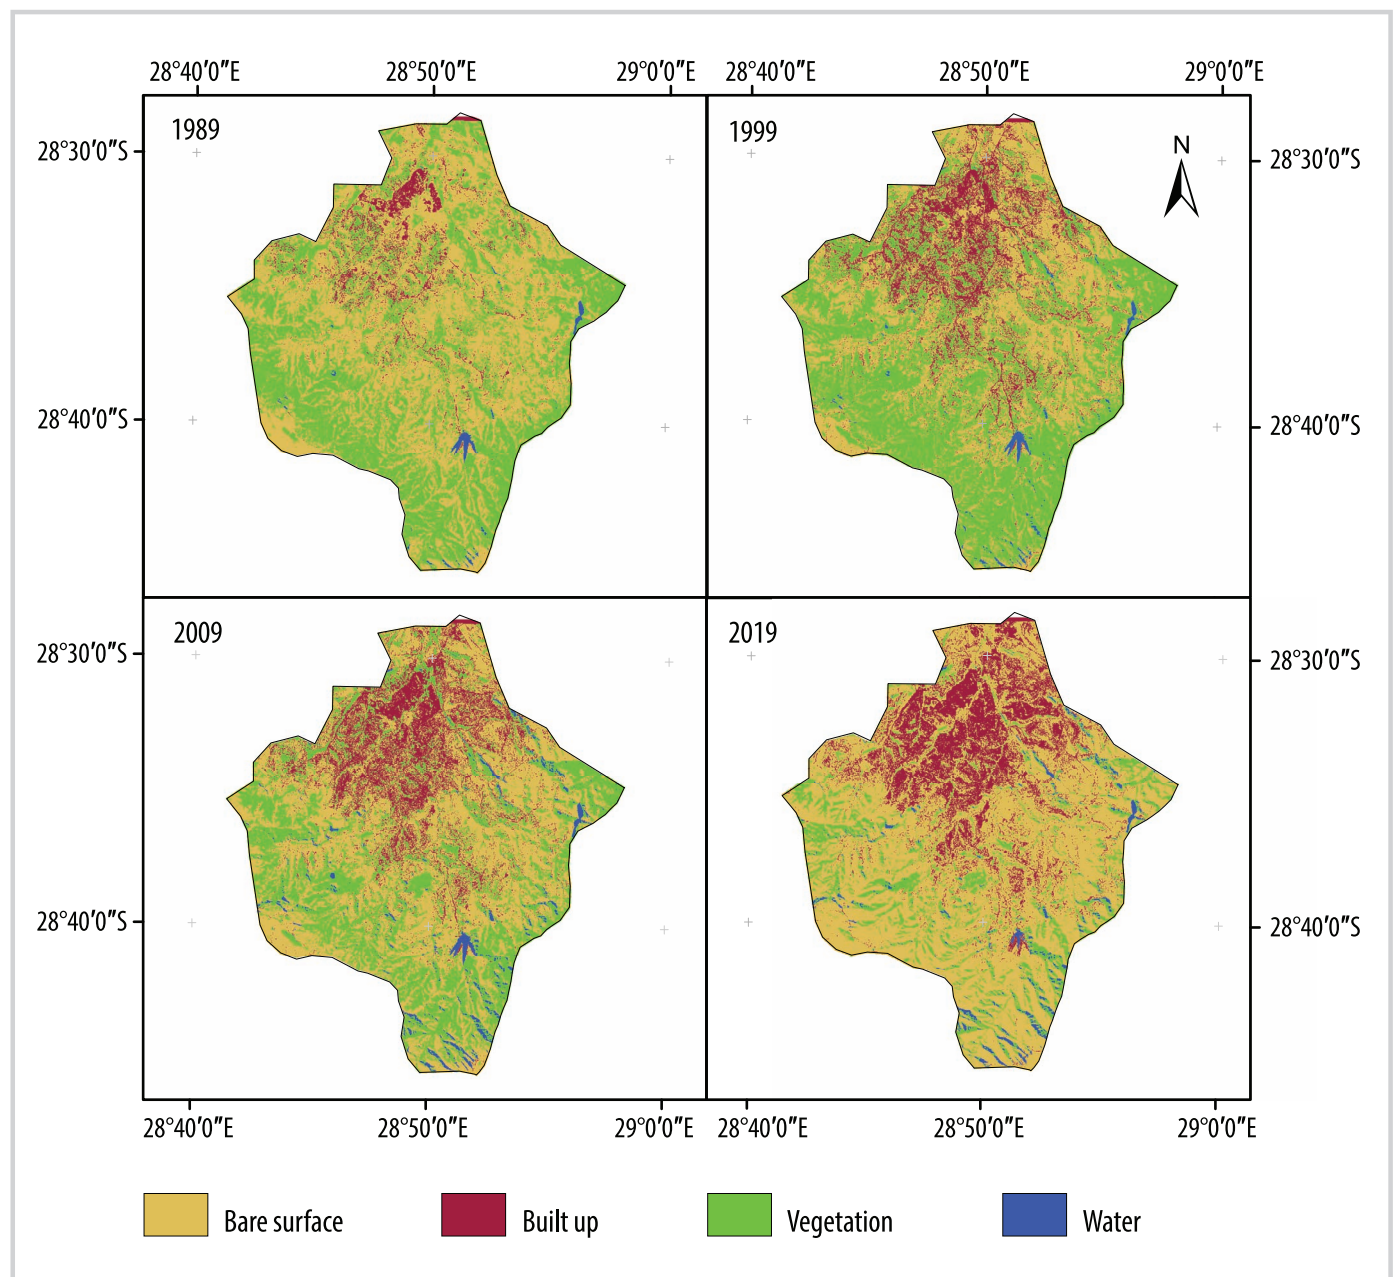 28°40′0″E 28°50′0″E 29°0′0″E 28°40′0″E 28°50′0″E 29°0′0″E
1989 1999
N
28°30′0″S 28°30′0″S
28°40′0″S 28°40′0″S
2009 2019
28°30′0″S 28°30′0″S
28°40′0″S 28°40′0″S
28°40′0″E 28°50′0″E 29°0′0″E 28°40′0″E 28°50′0″E 29°0′0″E
Bare surface Built up Vegetation Water